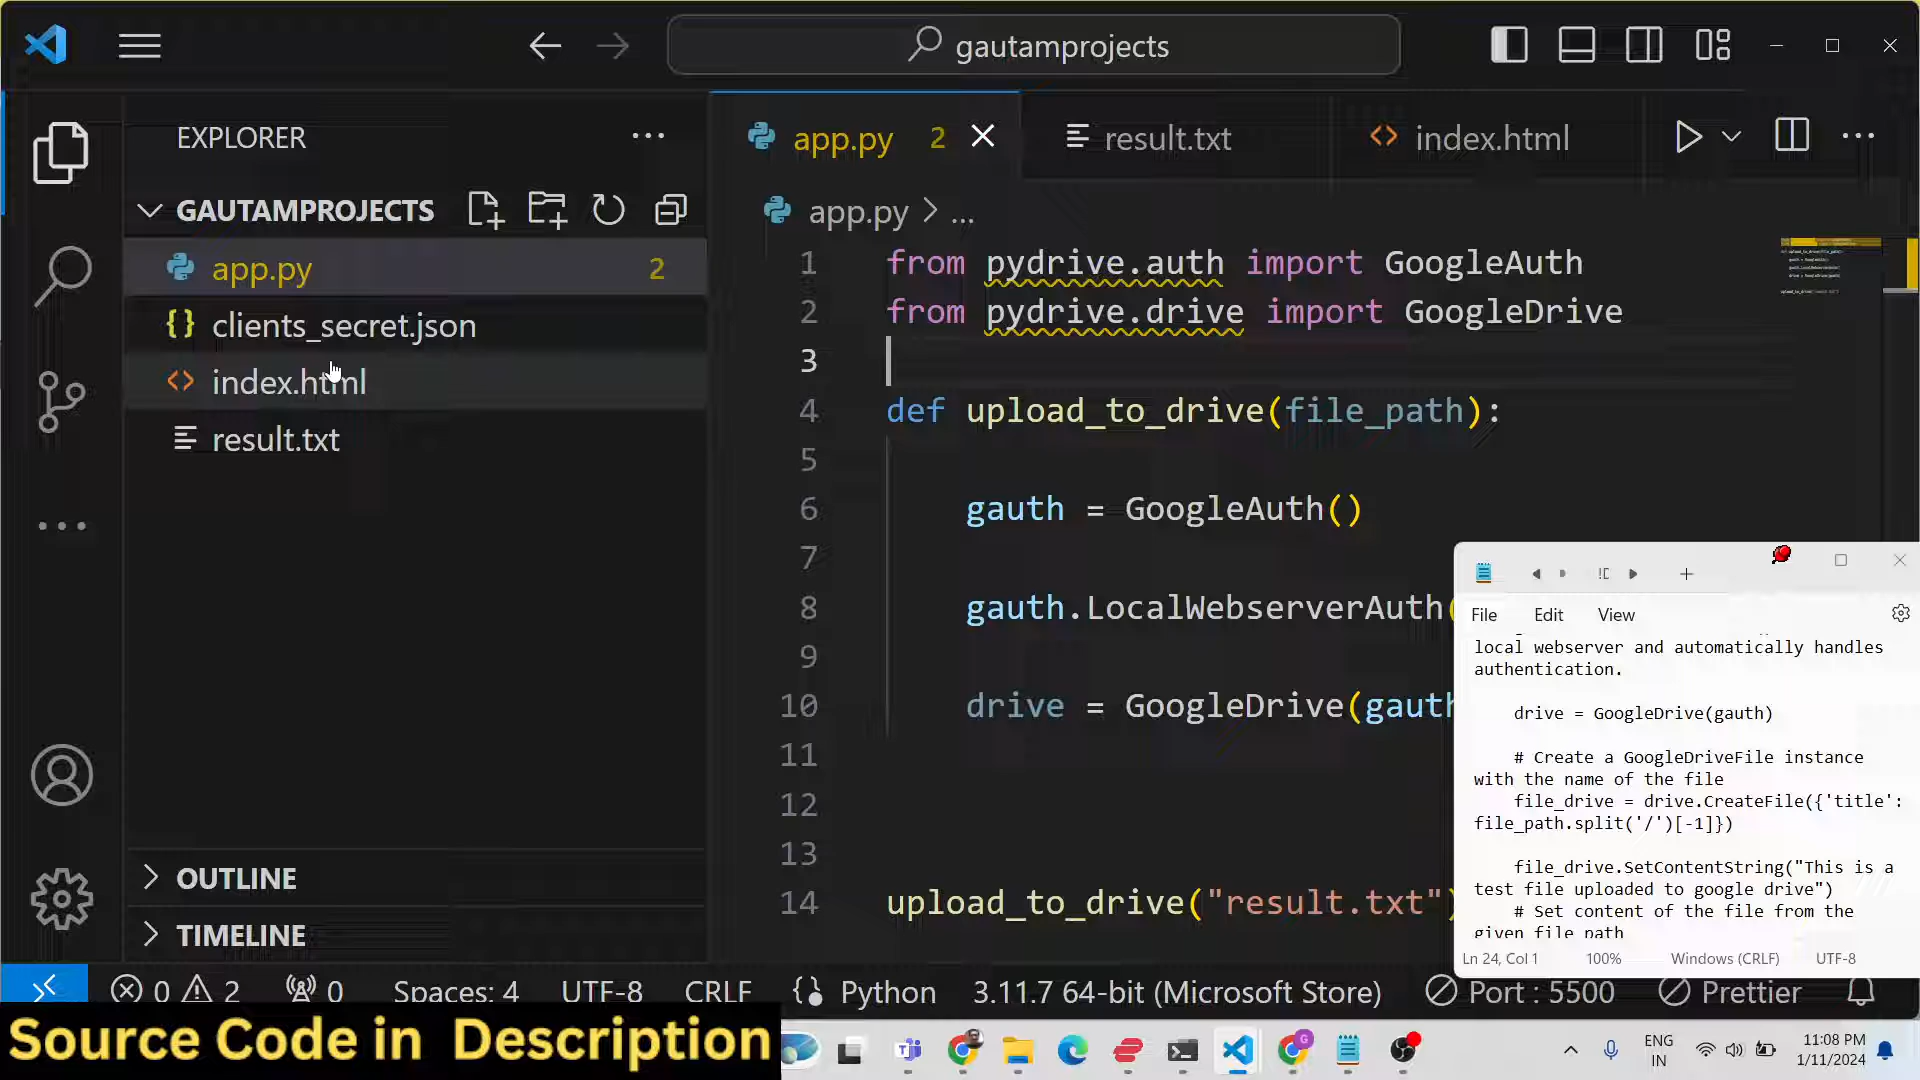 gautamprojects
EXPLORER
GAUTAMPROJECTS
app.py 2
clients_secret.json
index.html
result.txt
OUTLINE
TIMELINE
app.py 2
result.txt
index.html
app.py > ...
1 from pydrive.auth import GoogleAuth
2 from pydrive.drive import GoogleDrive
3
4 def upload_to_drive(file_path):
5
6 gauth = GoogleAuth()
7
8 gauth.LocalWebserverAuth(
9
10 drive = GoogleDrive(gauth
11
12
13
14 upload_to_drive("result.txt")
File Edit View
local webserver and automatically handles
authentication.
drive = GoogleDrive(gauth)
# Create a GoogleDriveFile instance
with the name of the file
file_drive = drive.CreateFile({'title':
file_path.split('/')[-1]})
file_drive.SetContentString("This is a
test file uploaded to google drive")
# Set content of the file from the
given file path
Ln 24, Col 1 100% Windows (CRLF) UTF-8
0 2 0 Spaces: 4 UTF-8 CRLF Python 3.11.7 64-bit (Microsoft Store) Port : 5500 Prettier
Source Code in Description
ENG
IN
11:08 PM
1/11/2024